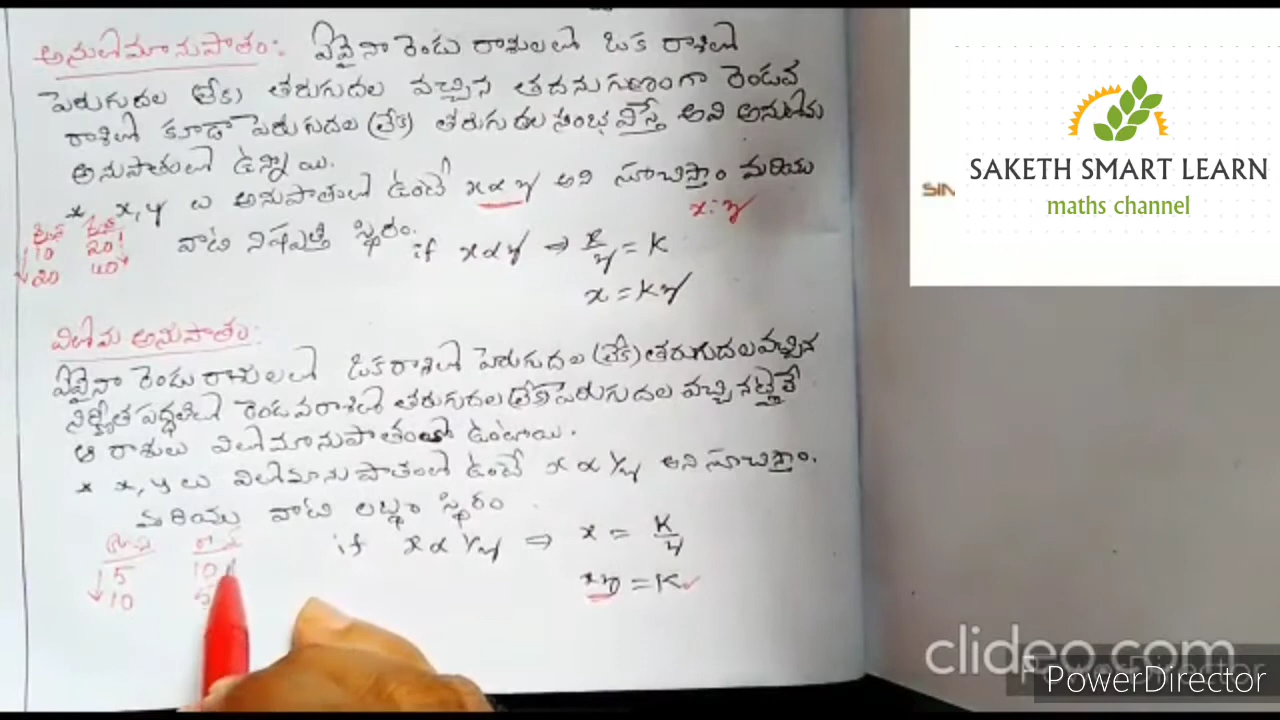 అనులోమానుపాతం: ఏవైనా రెండు రాశులలో ఒక రాశిలో
పెరుగుదల (లేక) తరుగుదల వచ్చిన తదనుగుణంగా రెండవ
రాశిలో కూడా పెరుగుదల (లేక) తరుగుదల సంభవిస్తే అవి అనులోమ
అనుపాతంలో ఉన్నాయి.
* x, y లు అనుపాతంలో ఉంటే x α y అని సూచిస్తాం మరియు
x : y
వాటి నిష్పత్తి స్థిరం. if x α y ⇒ x/y = K
10 20
20 40
x = Ky
విలోమ అనుపాతం:
ఏవైనా రెండు రాశులలో ఒక రాశిలో పెరుగుదల (లేక) తరుగుదల వచ్చిన
పద్ధతిలో రెండవ రాశిలో తరుగుదల (లేక) పెరుగుదల వచ్చినట్లైతే
ఆ రాశులు విలోమానుపాతంలో ఉంటాయి.
* x, y లు విలోమానుపాతంలో ఉంటే x α 1/y అని సూచిస్తాం.
మరియు వాటి లబ్ధం స్థిరం
if x α 1/y ⇒ x = K/y
5 10
10 5
xy = K
SAKETH SMART LEARN
maths channel
SIN
clideo.com
PowerDirector